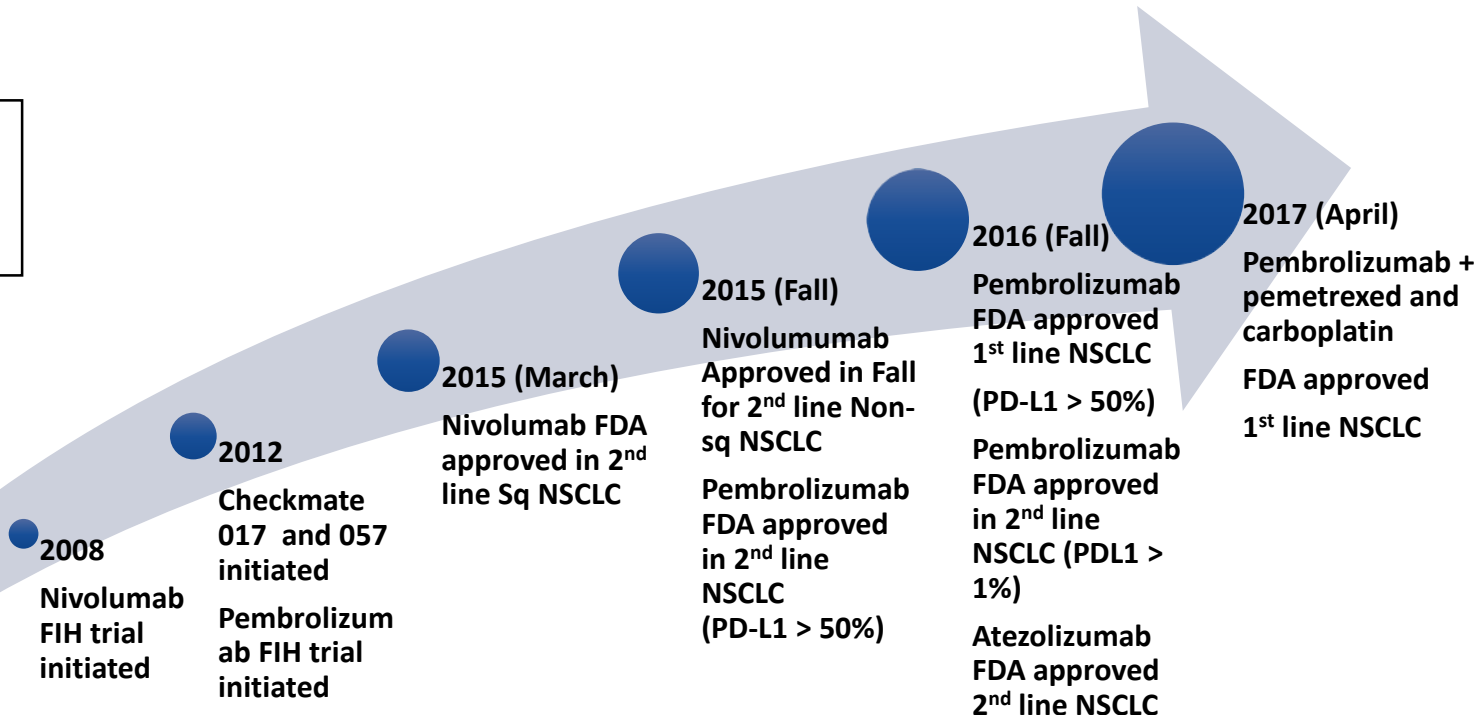 2008
Nivolumab
FIH trial
initiated
2012
Checkmate
017 and 057
initiated
Pembrolizum
ab FIH trial
initiated
2015 (March)
Nivolumab FDA
approved in 2nd
line Sq NSCLC
2015 (Fall)
Nivolumumab
Approved in Fall
for 2nd line Non-
sq NSCLC
Pembrolizumab
FDA approved
in 2nd line
NSCLC
(PD-L1 > 50%)
2016 (Fall)
Pembrolizumab
FDA approved
1st line NSCLC
(PD-L1 > 50%)
Pembrolizumab
FDA approved
in 2nd line
NSCLC (PDL1 >
1%)
Atezolizumab
FDA approved
2nd line NSCLC
2017 (April)
Pembrolizumab +
pemetrexed and
carboplatin
FDA approved
1st line NSCLC